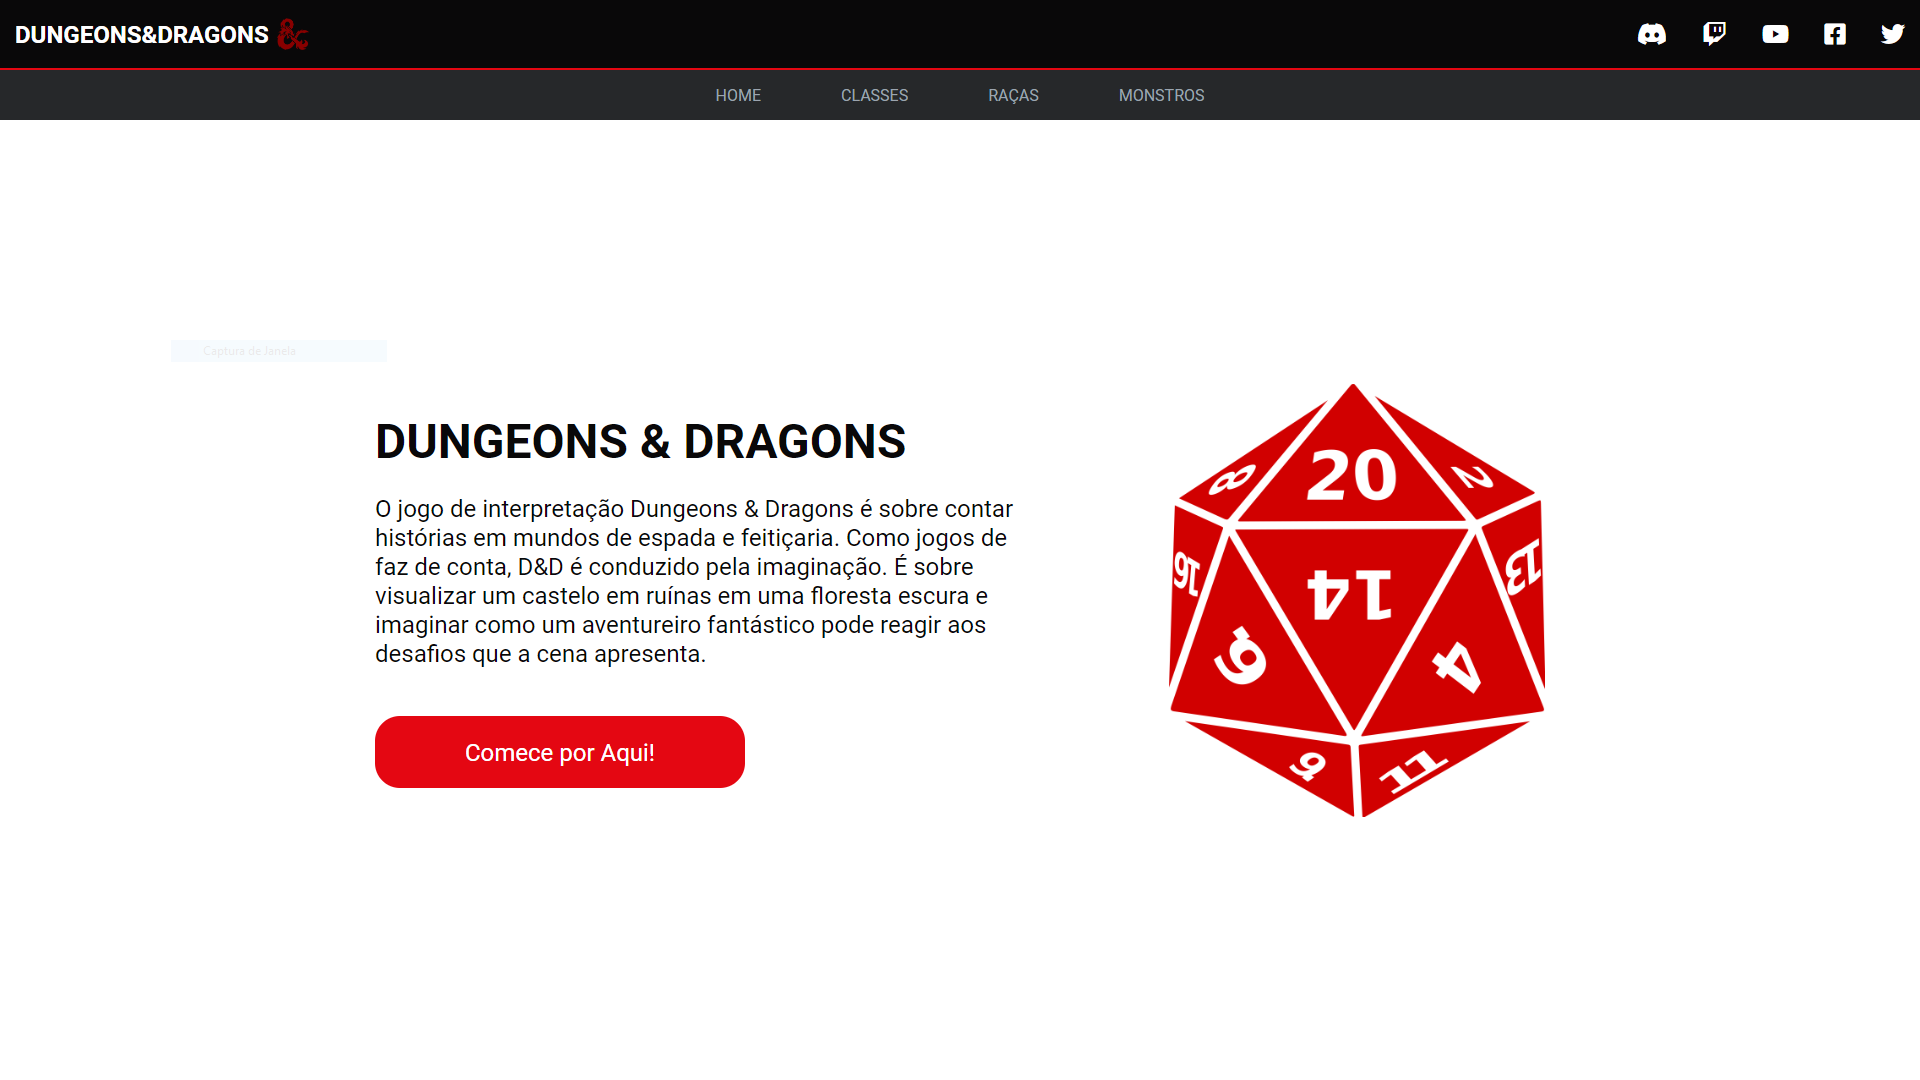 DUNGEONS&DRAGONS &
HOME CLASSES RAÇAS MONSTROS
Captura de Janela
DUNGEONS & DRAGONS
O jogo de interpretação Dungeons & Dragons é sobre contar
histórias em mundos de espada e feitiçaria. Como jogos de
faz de conta, D&D é conduzido pela imaginação. É sobre
visualizar um castelo em ruínas em uma floresta escura e
imaginar como um aventureiro fantástico pode reagir aos
desafios que a cena apresenta.
Comece por Aqui!
8 20 2
16 14 13
9 4
9 11